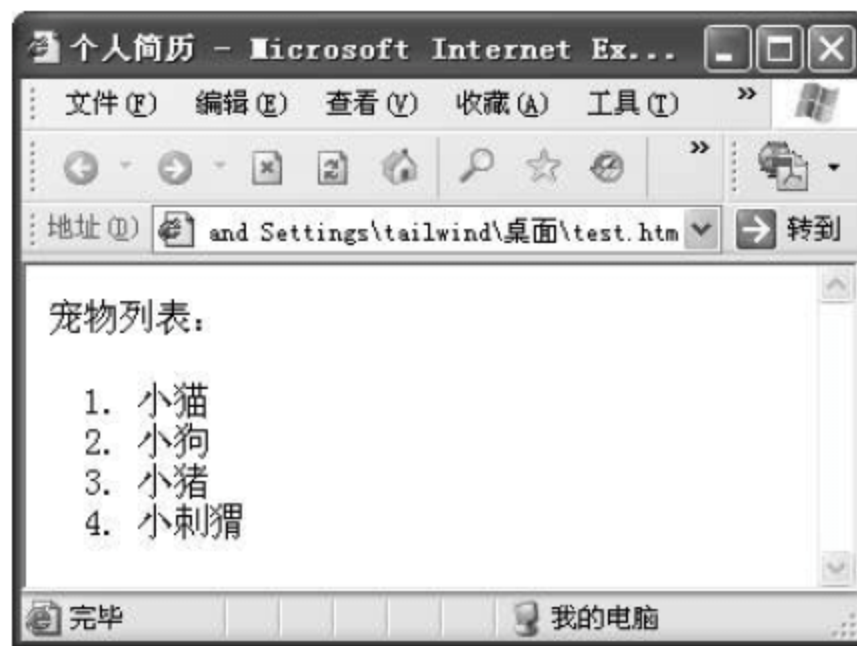 个人简历 - Microsoft Internet Ex...
文件(F) 编辑(E) 查看(V) 收藏(A) 工具(T) »
»
地址(D) and Settings\tailwind\桌面\test.htm 转到
宠物列表：
1. 小猫
2. 小狗
3. 小猪
4. 小刺猬
完毕 我的电脑